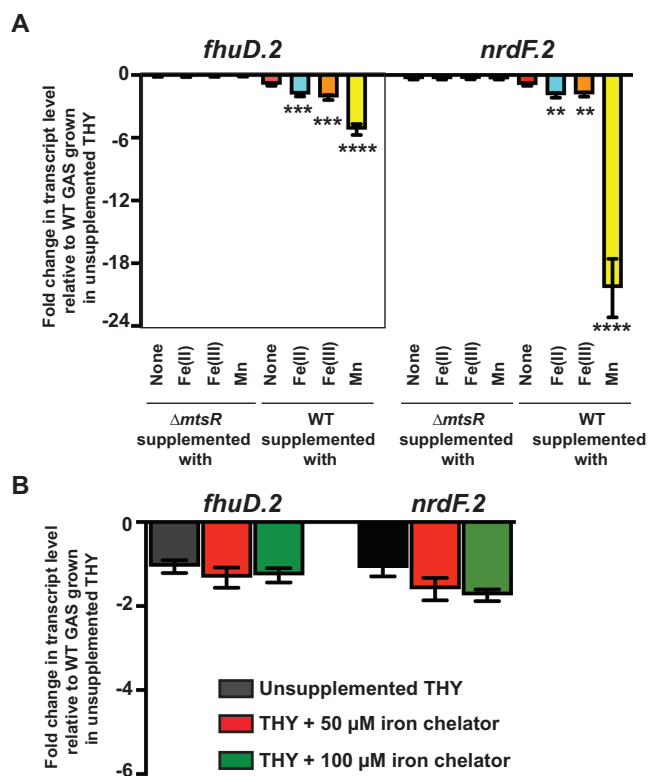 A
fhuD.2 nrdF.2
Fold change in transcript level
relative to WT GAS grown
in unsupplemented THY
0
-6
-12
-18
-24
*** *** **** ** ** ****
None Fe(II) Fe(III) Mn None Fe(II) Fe(III) Mn None Fe(II) Fe(III) Mn None Fe(II) Fe(III) Mn
ΔmtsR WT ΔmtsR WT
supplemented supplemented supplemented supplemented
with with with with
B
fhuD.2 nrdF.2
Fold change in transcript level
relative to WT GAS grown
in unsupplemented THY
0
-2
-4
-6
Unsupplemented THY
THY + 50 µM iron chelator
THY + 100 µM iron chelator